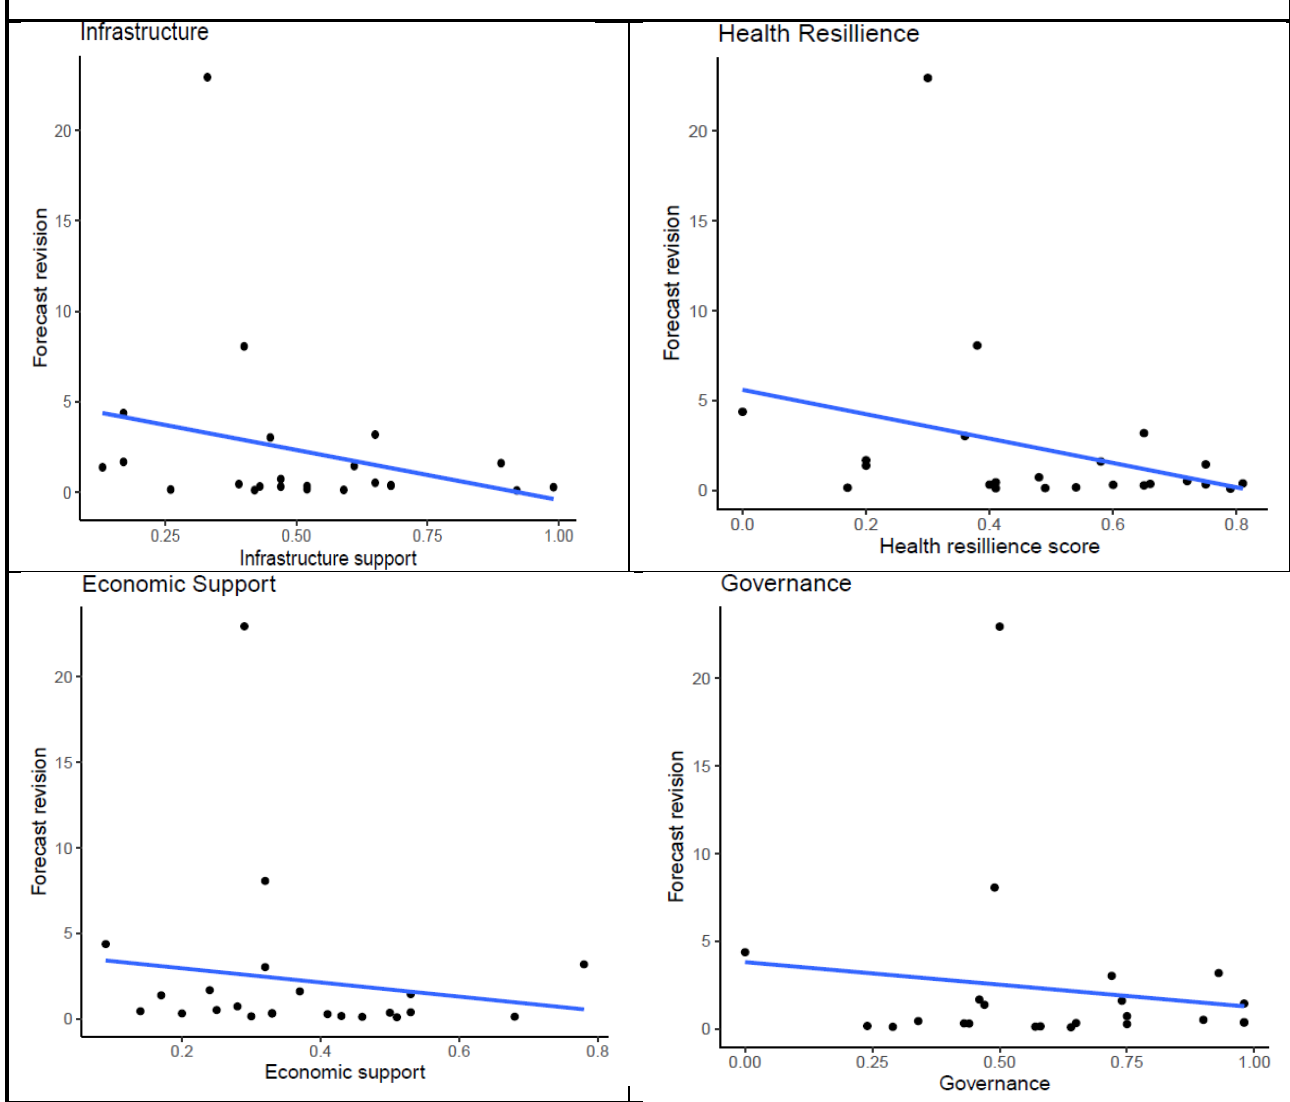 Infrastructure
Forecast revision
20
15
10
5
0
0.25 0.50 0.75 1.00
Infrastructure support
Health Resillience
Forecast revision
20
15
10
5
0
0.0 0.2 0.4 0.6 0.8
Health resillience score
Economic Support
Forecast revision
20
15
10
5
0
0.2 0.4 0.6 0.8
Economic support
Governance
Forecast revision
20
15
10
5
0
0.00 0.25 0.50 0.75 1.00
Governance